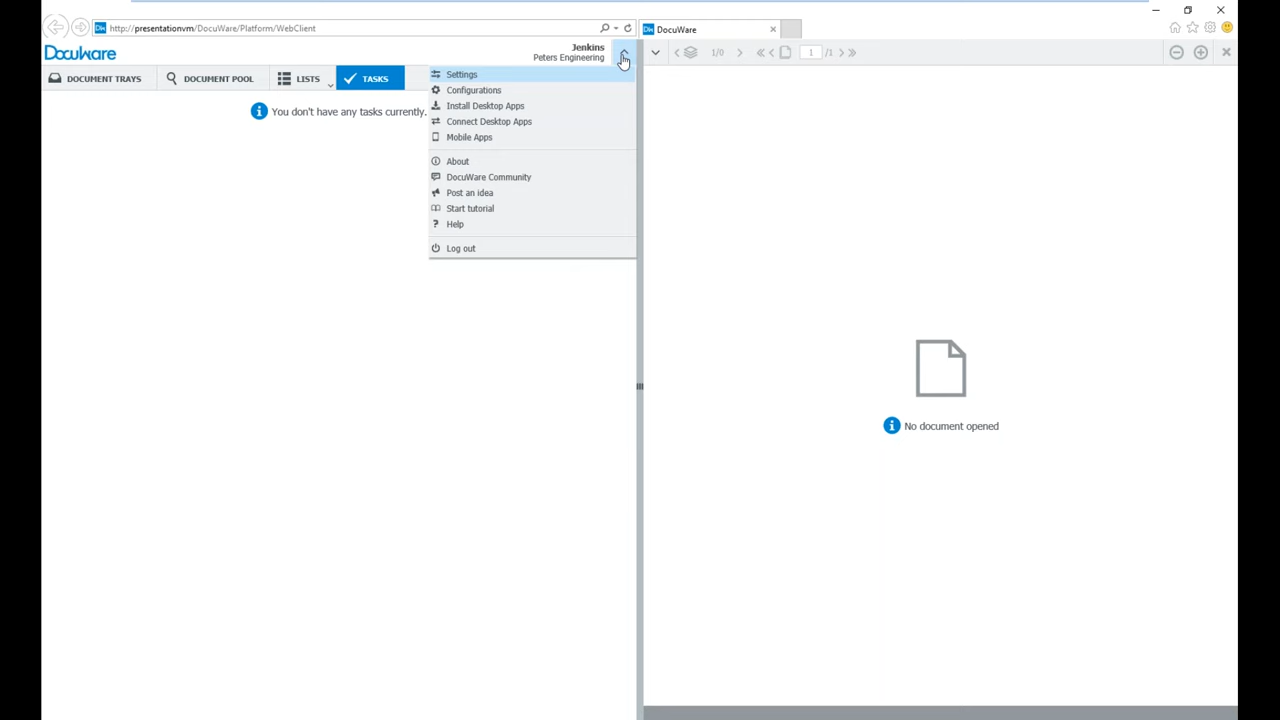 http://presentationvm/DocuWare/Platform/WebClient
DocuWare
DocuWare
Jenkins
Peters Engineering
1/0
1
/1
DOCUMENT TRAYS
DOCUMENT POOL
LISTS
TASKS
You don't have any tasks currently.
Settings
Configurations
Install Desktop Apps
Connect Desktop Apps
Mobile Apps
About
DocuWare Community
Post an idea
Start tutorial
Help
Log out
No document opened